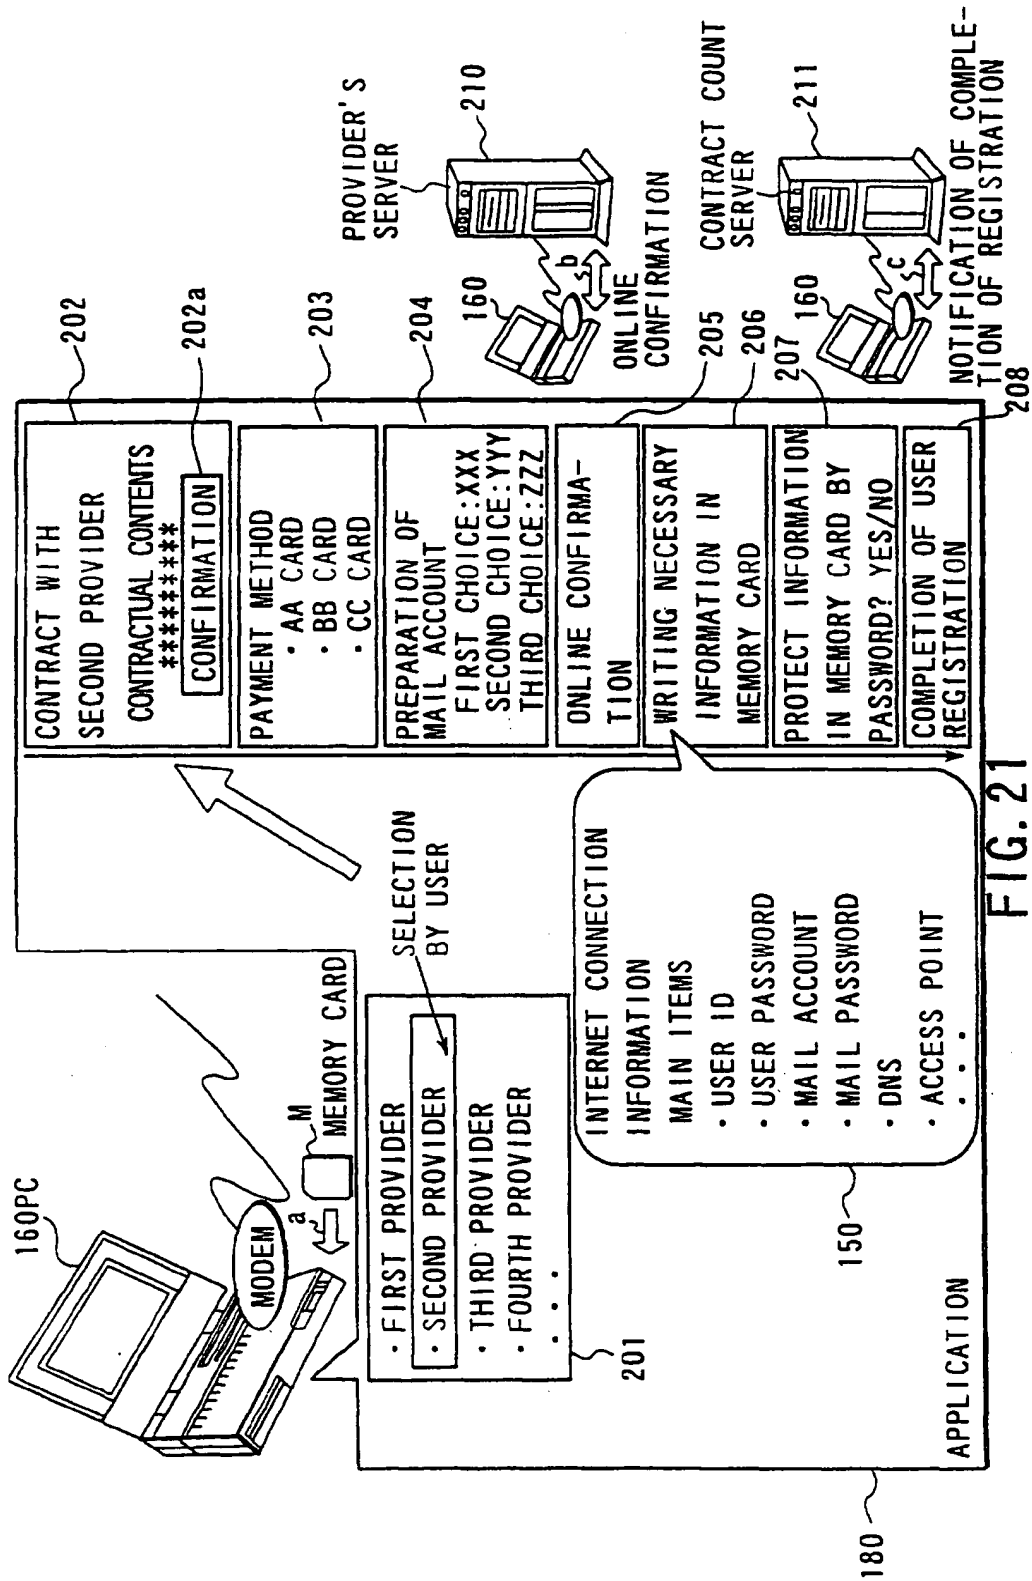 160PC
MODEM
a
M
MEMORY CARD
· FIRST PROVIDER
· SECOND PROVIDER
· THIRD PROVIDER
· FOURTH PROVIDER
· · · ·
201
SELECTION
BY USER
INTERNET CONNECTION
INFORMATION
MAIN ITEMS
· USER ID
· USER PASSWORD
· MAIL ACCOUNT
· MAIL PASSWORD
· DNS
· ACCESS POINT
· · · ·
150
APPLICATION
180
CONTRACT WITH
SECOND PROVIDER
CONTRACTUAL CONTENTS
*********
CONFIRMATION
202
202a
PAYMENT METHOD
· AA CARD
· BB CARD
· CC CARD
203
PREPARATION OF
MAIL ACCOUNT
FIRST CHOICE:XXX
SECOND CHOICE:YYY
THIRD CHOICE:ZZZ
204
ONLINE CONFIRMA-
TION
205
WRITING NECESSARY
INFORMATION IN
MEMORY CARD
206
PROTECT INFORMATION
IN MEMORY CARD BY
PASSWORD? YES/NO
207
COMPLETION OF USER
REGISTRATION
208
PROVIDER'S
SERVER
210
160
b
ONLINE
CONFIRMATION
CONTRACT COUNT
SERVER
211
160
c
NOTIFICATION OF COMPLE-
TION OF REGISTRATION
FIG. 21